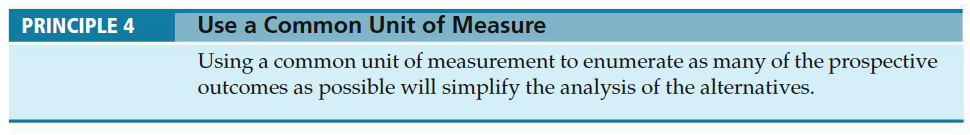 PRINCIPLE 4 Use a Common Unit of Measure
Using a common unit of measurement to enumerate as many of the prospective
outcomes as possible will simplify the analysis of the alternatives.